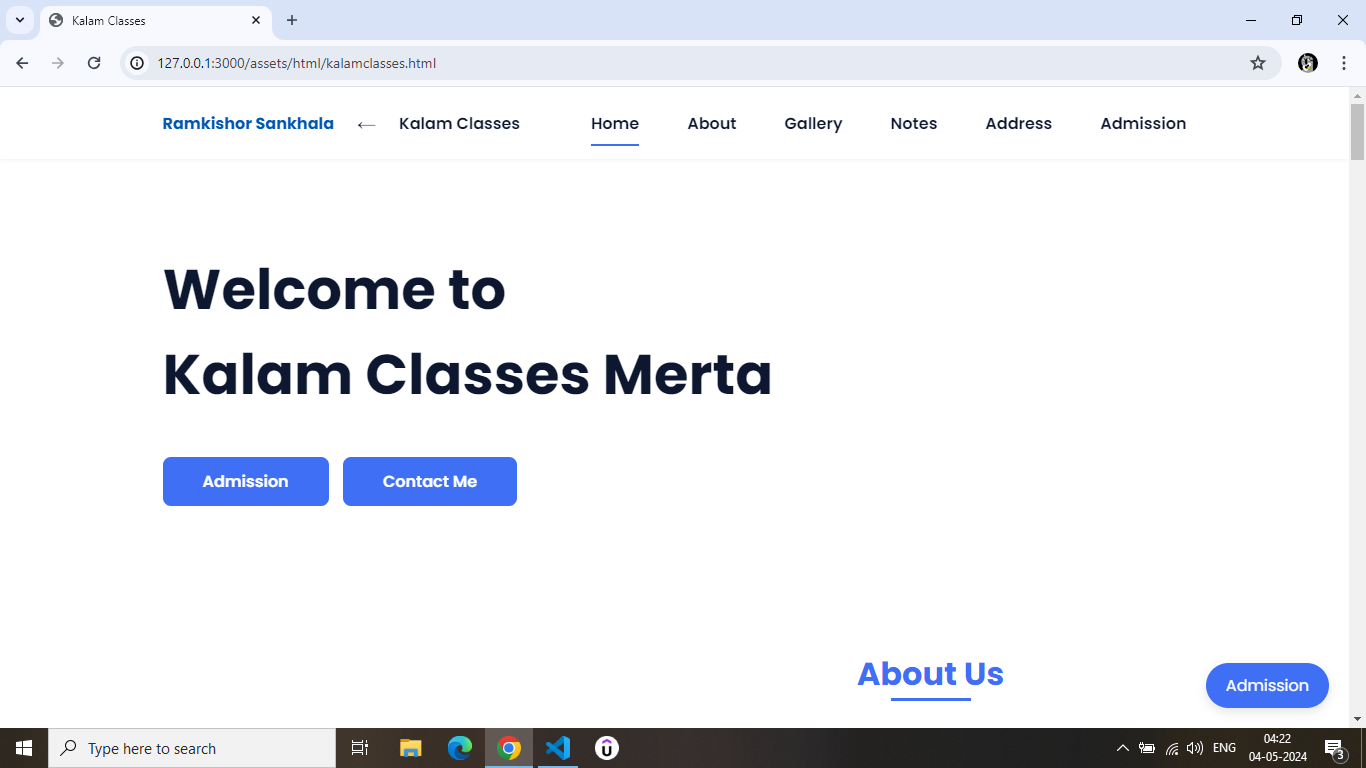 Kalam Classes
127.0.0.1:3000/assets/html/kalamclasses.html
Ramkishor Sankhala ← Kalam Classes Home About Gallery Notes Address Admission
Welcome to
Kalam Classes Merta
Admission Contact Me
About Us
Admission
Type here to search
ENG
04:22
04-05-2024
3